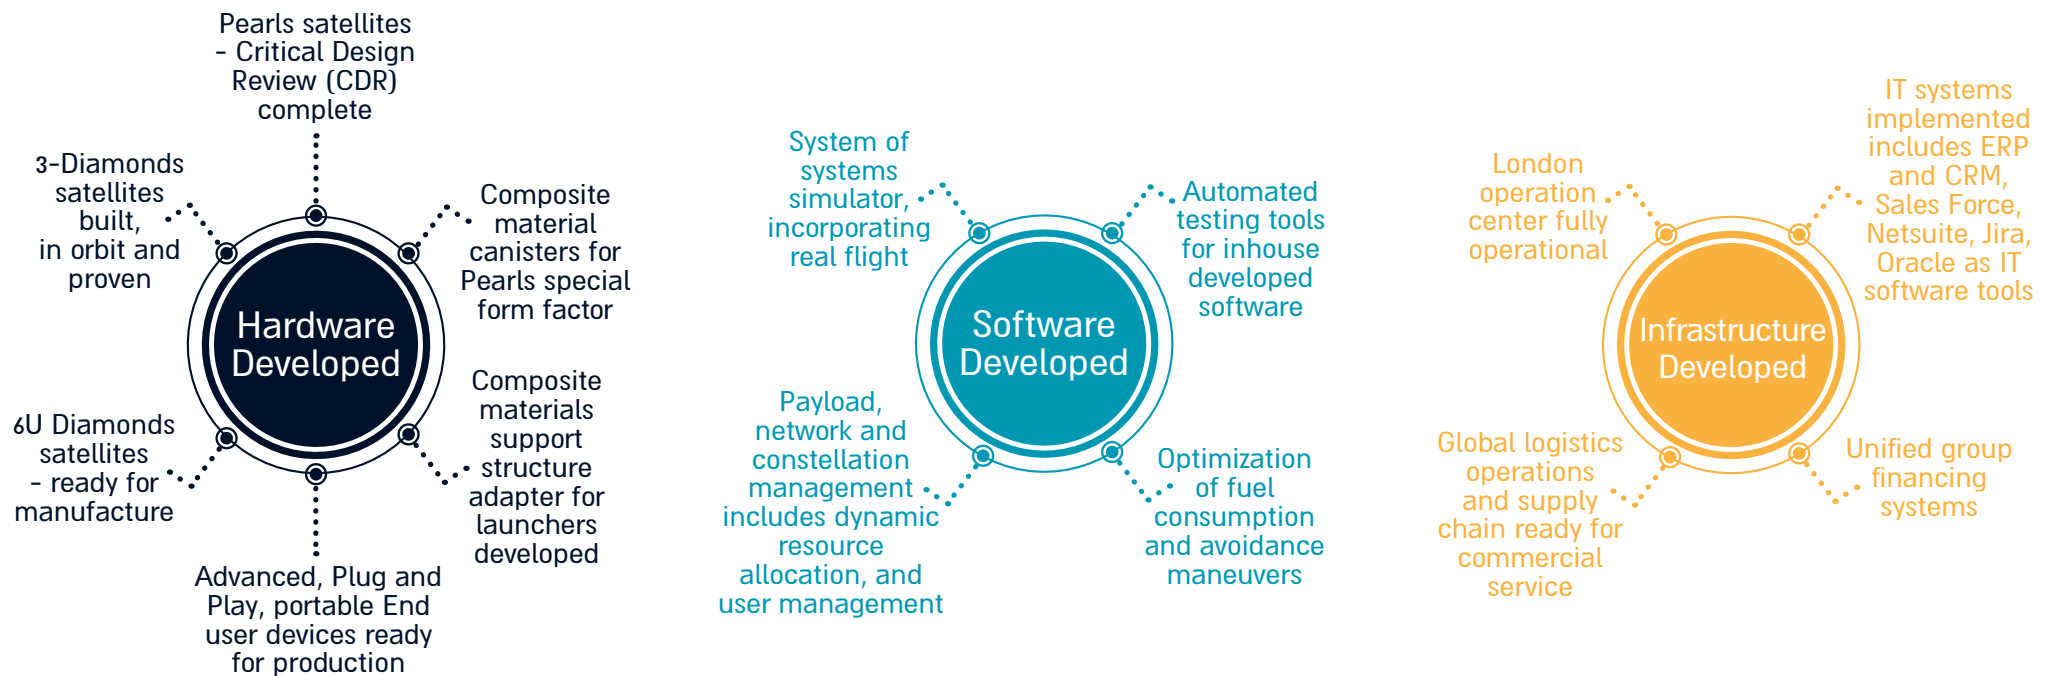 Pearls satellites
- Critical Design
Review (CDR)
complete
3-Diamonds
satellites
built,
in orbit and
proven
Composite
material
canisters for
Pearls special
form factor
Hardware
Developed
6U Diamonds
satellites
- ready for
manufacture
Composite
materials
support
structure
adapter for
launchers
developed
Advanced, Plug and
Play, portable End
user devices ready
for production
System of
systems
simulator,
incorporating
real flight
Automated
testing tools
for inhouse
developed
software
Software
Developed
Payload,
network and
constellation
management
includes dynamic
resource
allocation, and
user management
Optimization
of fuel
consumption
and avoidance
maneuvers
London
operation
center fully
operational
IT systems
implemented
includes ERP
and CRM,
Sales Force,
Netsuite, Jira,
Oracle as IT
software tools
Infrastructure
Developed
Global logistics
operations
and supply
chain ready for
commercial
service
Unified group
financing
systems